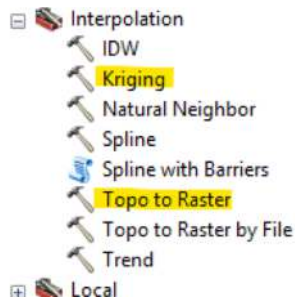 Interpolation
IDW
Kriging
Natural Neighbor
Spline
Spline with Barriers
Topo to Raster
Topo to Raster by File
Trend
Local